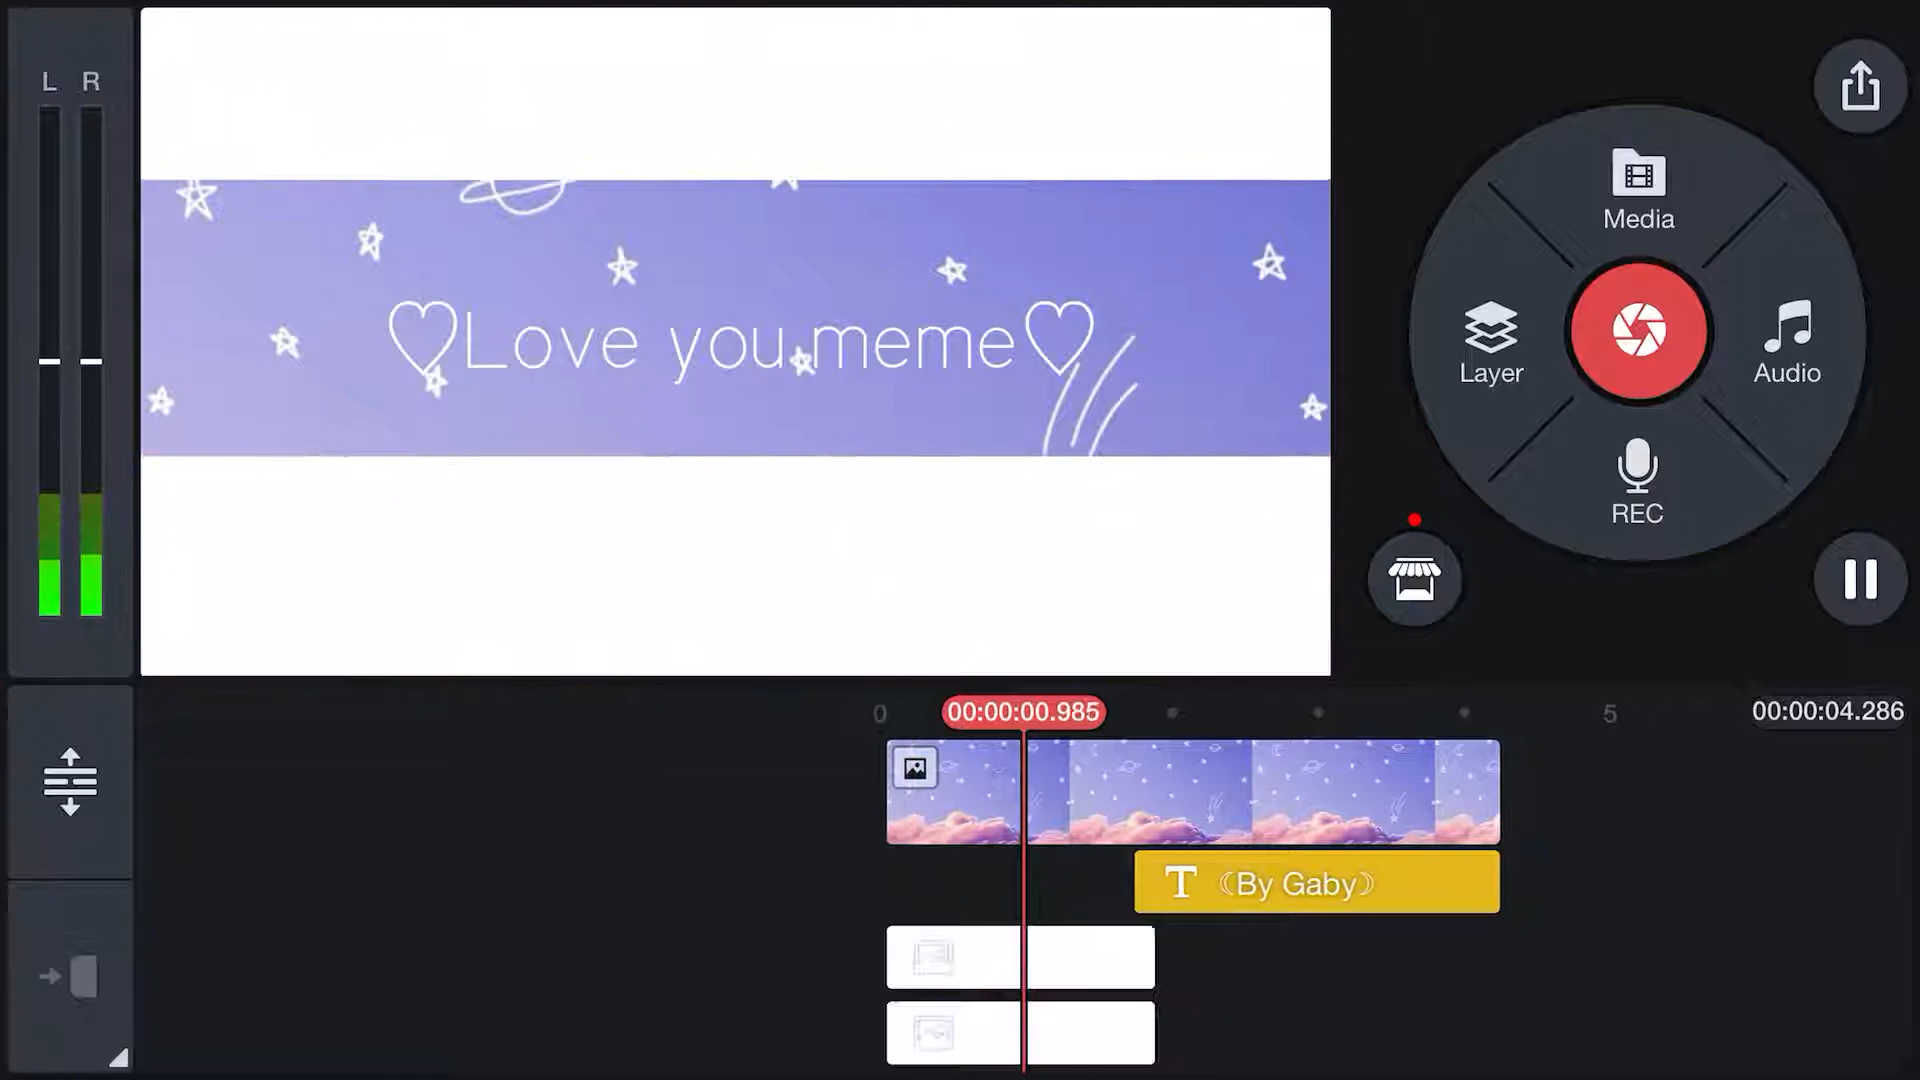 L R
♡Love you meme♡
Media
Layer
Audio
REC
0
00:00:00.985
5
00:00:04.286
T ☾By Gaby☽